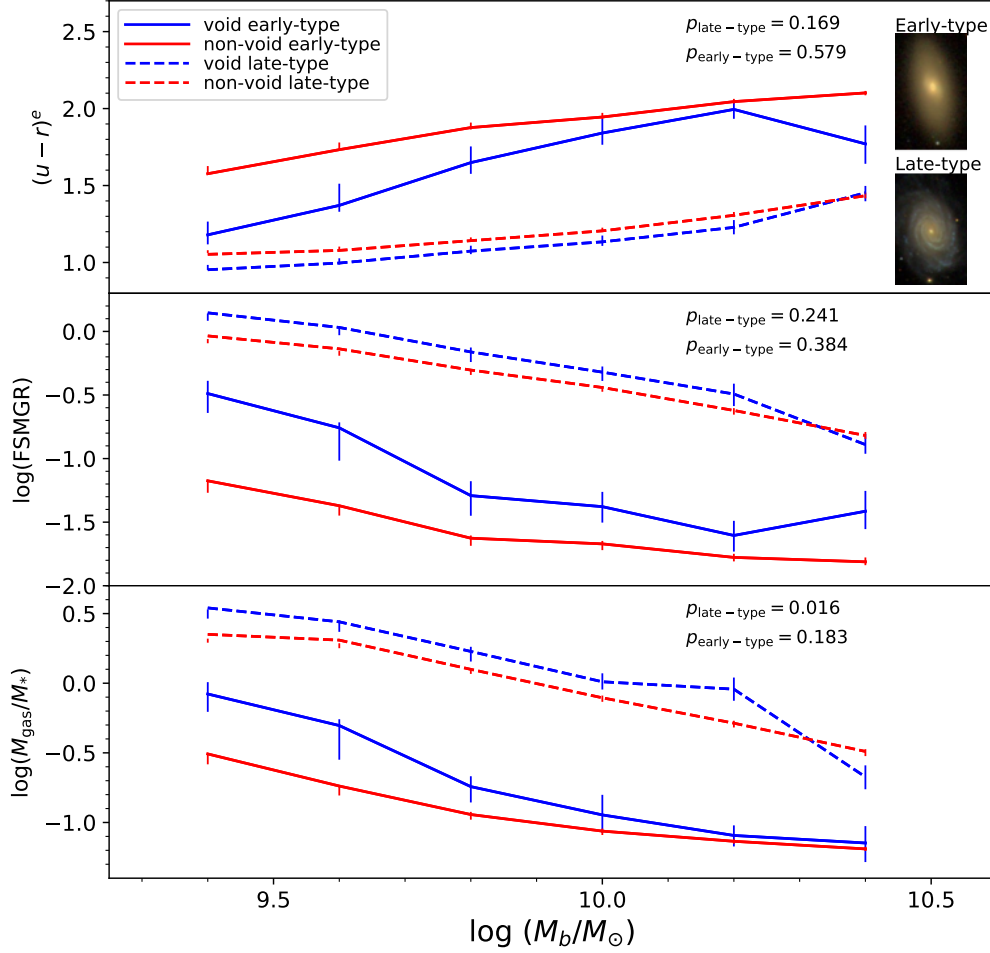 void early-type
non-void early-type
void late-type
non-void late-type
p_late−type = 0.169
p_early−type = 0.579
Early-type
Late-type
2.5
2.0
1.5
1.0
(u − r)^e
p_late−type = 0.241
p_early−type = 0.384
0.0
−0.5
−1.0
−1.5
−2.0
log(FSMGR)
p_late−type = 0.016
p_early−type = 0.183
0.5
0.0
−0.5
−1.0
log(M_gas/M_*)
9.5 10.0 10.5
log (M_b/M_⊙)